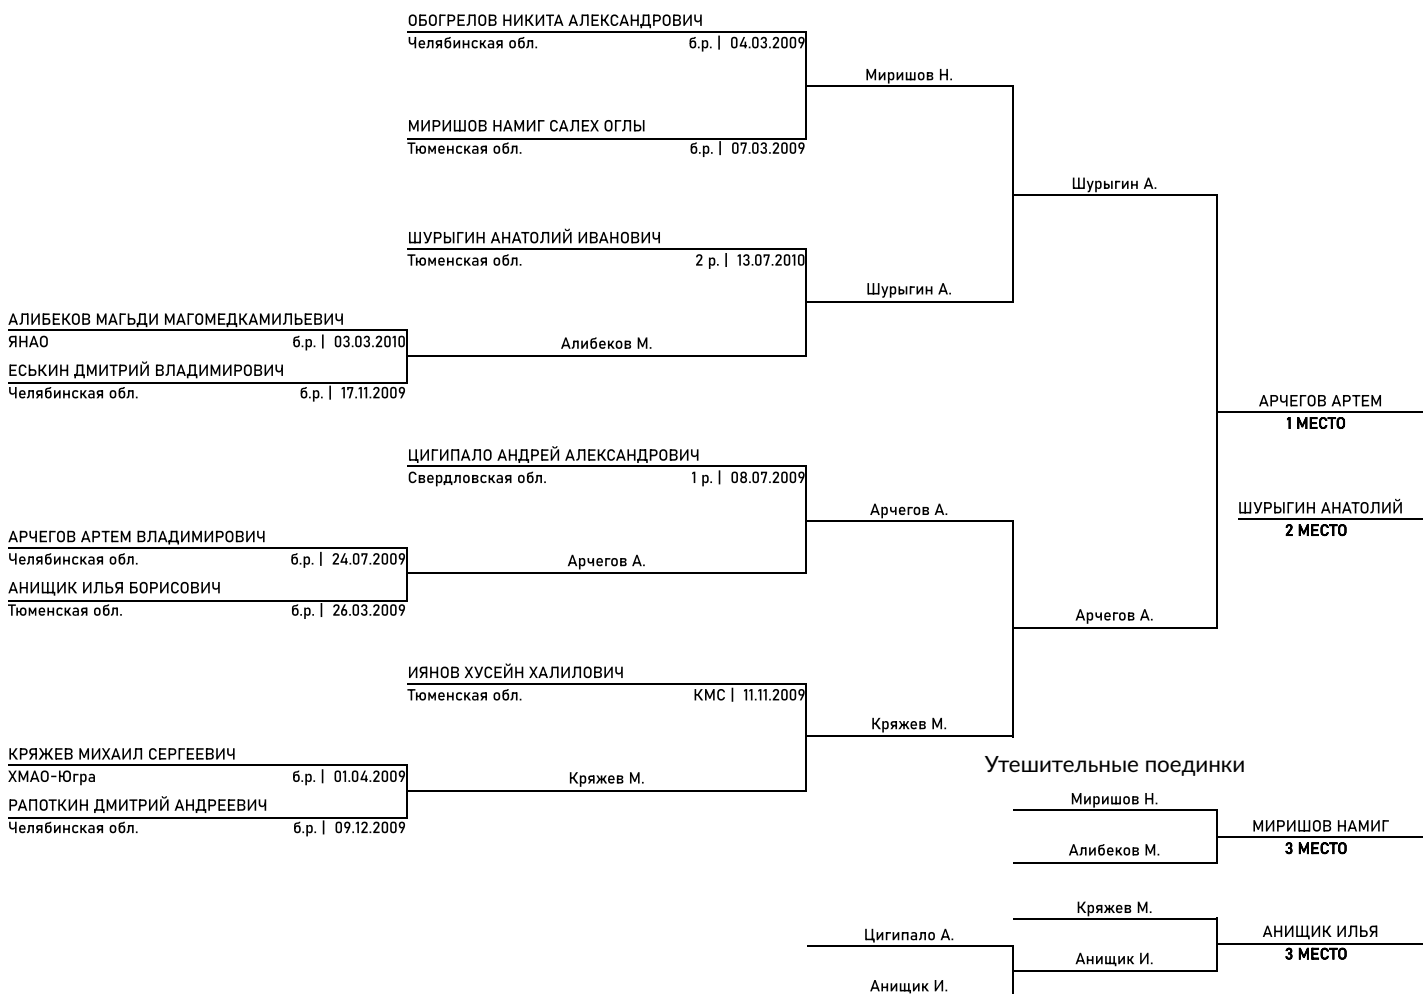 ОБОГРЕЛОВ НИКИТА АЛЕКСАНДРОВИЧ
Челябинская обл. б.р. | 04.03.2009
Миришов Н.
МИРИШОВ НАМИГ САЛЕХ ОГЛЫ
Тюменская обл. б.р. | 07.03.2009
Шурыгин А.
ШУРЫГИН АНАТОЛИЙ ИВАНОВИЧ
Тюменская обл. 2 р. | 13.07.2010
Шурыгин А.
АЛИБЕКОВ МАГЬДИ МАГОМЕДКАМИЛЬЕВИЧ
ЯНАО б.р. | 03.03.2010
Алибеков М.
ЕСЬКИН ДМИТРИЙ ВЛАДИМИРОВИЧ
Челябинская обл. б.р. | 17.11.2009
АРЧЕГОВ АРТЕМ
1 МЕСТО
ЦИГИПАЛО АНДРЕЙ АЛЕКСАНДРОВИЧ
Свердловская обл. 1 р. | 08.07.2009
Арчегов А.
ШУРЫГИН АНАТОЛИЙ
2 МЕСТО
АРЧЕГОВ АРТЕМ ВЛАДИМИРОВИЧ
Челябинская обл. б.р. | 24.07.2009
Арчегов А.
АНИЩИК ИЛЬЯ БОРИСОВИЧ
Тюменская обл. б.р. | 26.03.2009
Арчегов А.
ИЯНОВ ХУСЕЙН ХАЛИЛОВИЧ
Тюменская обл. КМС | 11.11.2009
Кряжев М.
КРЯЖЕВ МИХАИЛ СЕРГЕЕВИЧ
ХМАО-Югра б.р. | 01.04.2009
Кряжев М.
РАПОТКИН ДМИТРИЙ АНДРЕЕВИЧ
Челябинская обл. б.р. | 09.12.2009
Утешительные поединки
Миришов Н.
МИРИШОВ НАМИГ
3 МЕСТО
Алибеков М.
Кряжев М.
АНИЩИК ИЛЬЯ
3 МЕСТО
Цигипало А.
Анищик И.
Анищик И.